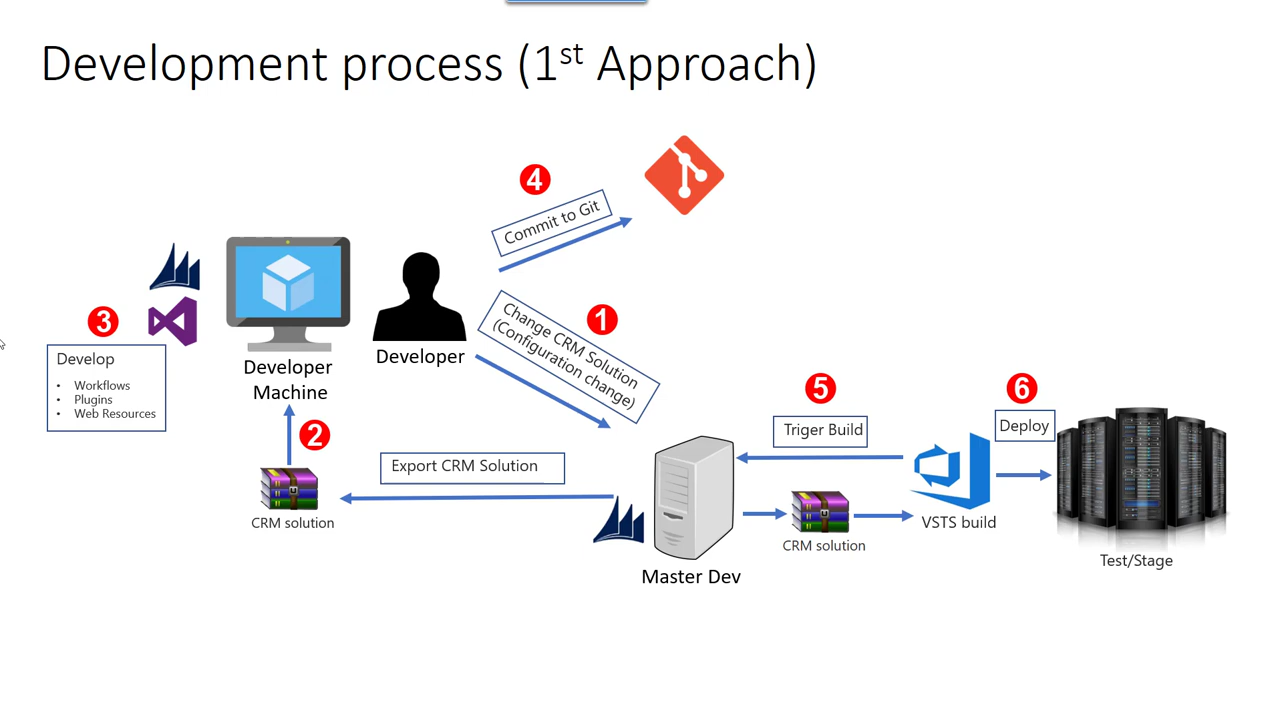 Development process (1st Approach)
4
Commit to Git
1
Change CRM Solution
(Configuration change)
3
Develop
• Workflows
• Plugins
• Web Resources
Developer
Machine
Developer
2
CRM solution
Export CRM Solution
Master Dev
5
Triger Build
CRM solution
VSTS build
6
Deploy
Test/Stage